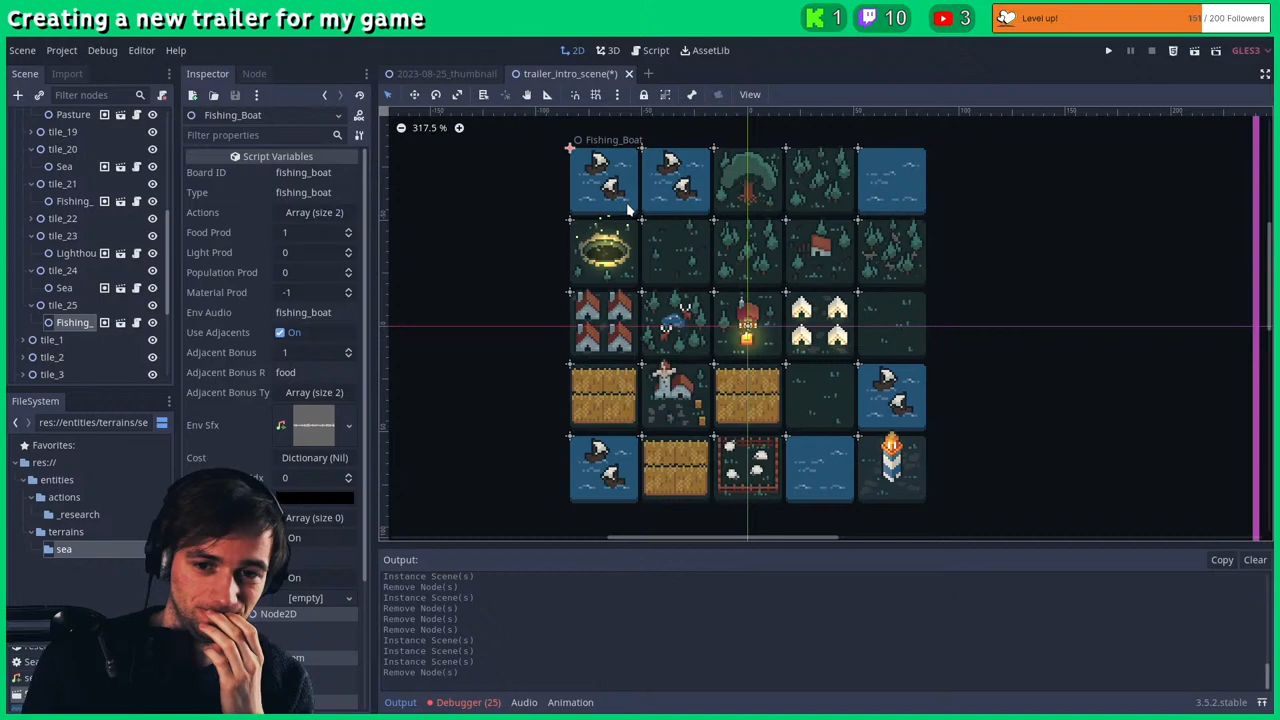 Creating a new trailer for my game
1
10
3
Level up!
151 / 200 Followers
Scene Project Debug Editor Help
2D 3D Script AssetLib
GLES3
Scene Import
Filter nodes
Pasture
tile_19
tile_20
Sea
tile_21
Fishing_
tile_22
tile_23
Lighthou
tile_24
Sea
tile_25
Fishing_
tile_1
tile_2
tile_3
FileSystem
res://entities/terrains/se
Favorites:
res://
entities
actions
_research
terrains
sea
Inspector Node
Fishing_Boat
Filter properties
Script Variables
Board ID fishing_boat
Type fishing_boat
Actions Array (size 2)
Food Prod 1
Light Prod 0
Population Prod 0
Material Prod -1
Env Audio fishing_boat
Use Adjacents On
Adjacent Bonus 1
Adjacent Bonus R food
Adjacent Bonus Ty Array (size 2)
Env Sfx
Cost Dictionary (Nil)
0
Array (size 0)
On
On
[empty]
Node2D
2023-08-25_thumbnail trailer_intro_scene(*)
View
317.5 %
Fishing_Boat
Output:
Copy Clear
Instance Scene(s)
Remove Node(s)
Instance Scene(s)
Remove Node(s)
Remove Node(s)
Remove Node(s)
Instance Scene(s)
Instance Scene(s)
Instance Scene(s)
Remove Node(s)
Output Debugger (25) Audio Animation
3.5.2.stable